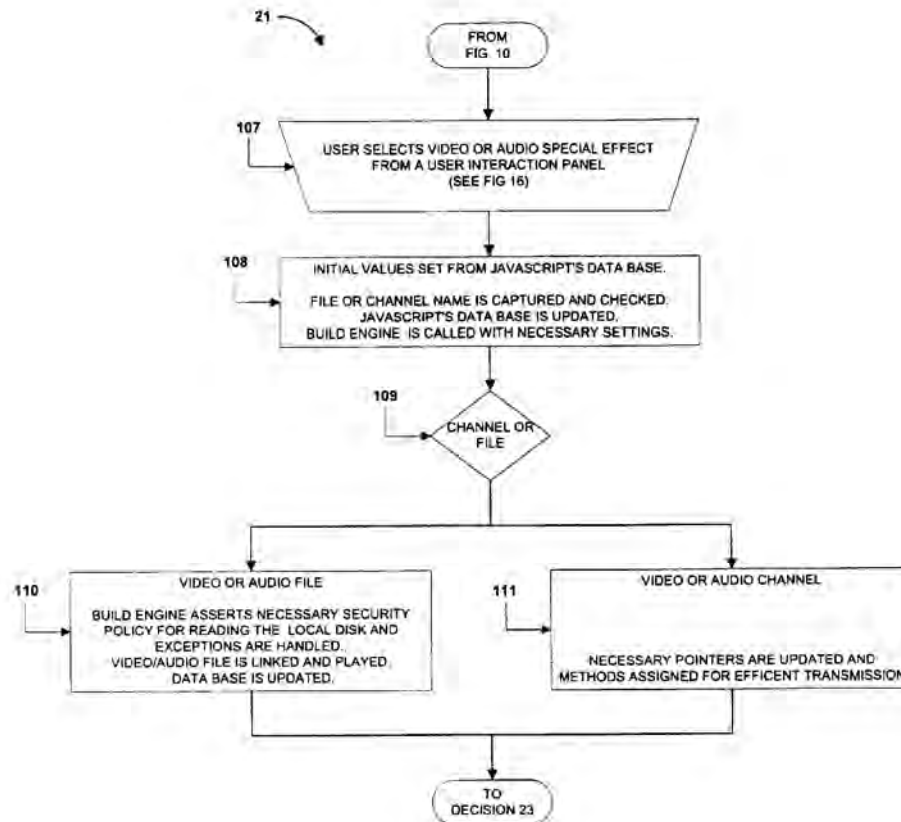 21
FROM
FIG. 10
107
USER SELECTS VIDEO OR AUDIO SPECIAL EFFECT
FROM A USER INTERACTION PANEL
(SEE FIG 16)
108
INITIAL VALUES SET FROM JAVASCRIPT'S DATA BASE.
FILE OR CHANNEL NAME IS CAPTURED AND CHECKED.
JAVASCRIPT'S DATA BASE IS UPDATED.
BUILD ENGINE IS CALLED WITH NECESSARY SETTINGS.
109
CHANNEL OR
FILE
110
VIDEO OR AUDIO FILE
BUILD ENGINE ASSERTS NECESSARY SECURITY
POLICY FOR READING THE LOCAL DISK AND
EXCEPTIONS ARE HANDLED.
VIDEO/AUDIO FILE IS LINKED AND PLAYED.
DATA BASE IS UPDATED.
111
VIDEO OR AUDIO CHANNEL
NECESSARY POINTERS ARE UPDATED AND
METHODS ASSIGNED FOR EFFICENT TRANSMISSION
TO
DECISION 23